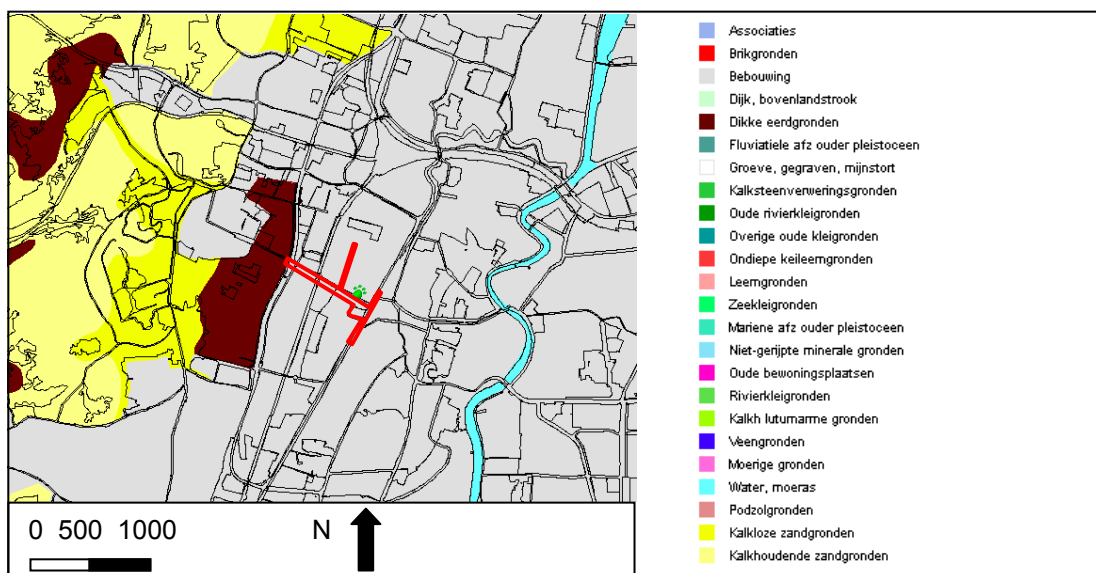 Associaties
Brikgronden
Bebouwing
Dijk, bovenlandstrook
Dikke eerdgronden
Fluviatiele afz ouder pleistoceen
Groeve, gegraven, mijnstort
Kalksteenverweringsgronden
Oude rivierkleigronden
Overige oude kleigronden
Ondiepe keileemgronden
Leemgronden
Zeekleigronden
Mariene afz ouder pleistoceen
Niet-gerijpte minerale gronden
Oude bewoningsplaatsen
Rivierkleigronden
Kalkh lutumarme gronden
Veengronden
Moerige gronden
Water, moeras
Podzolgronden
Kalkloze zandgronden
Kalkhoudende zandgronden
0 500 1000 N